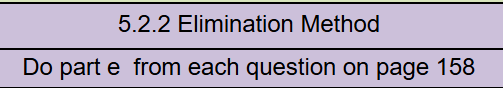 5.2.2 Elimination Method
Do part e  from each question on page 158